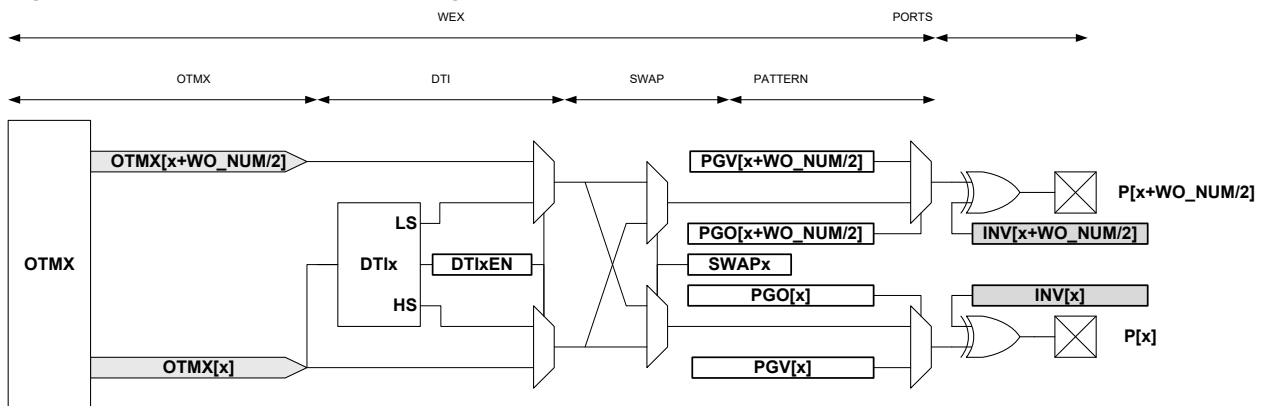 WEX PORTS
OTMX DTI SWAP PATTERN
OTMX[x+WO_NUM/2] PGV[x+WO_NUM/2]
P[x+WO_NUM/2]
LS
PGO[x+WO_NUM/2] INV[x+WO_NUM/2]
OTMX DTIx DTIxEN SWAPx
PGO[x] INV[x]
HS
P[x]
OTMX[x] PGV[x]